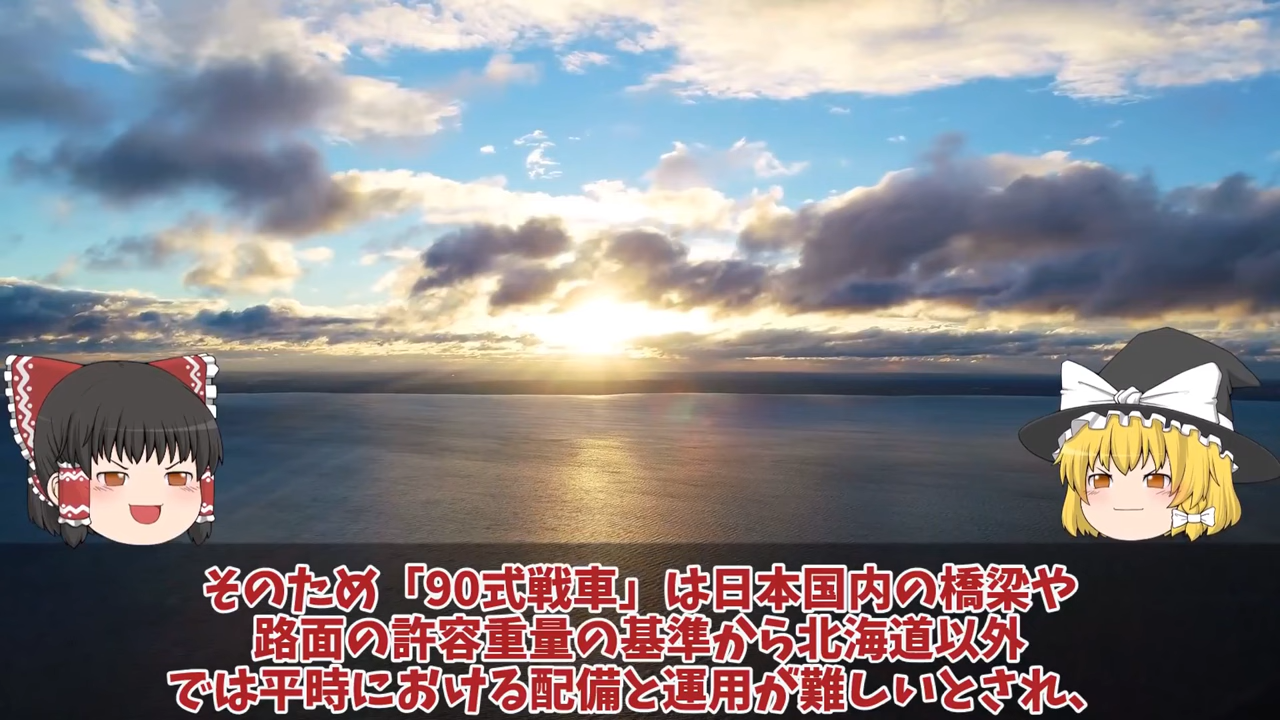 そのため「90式戦車」は日本国内の橋梁や
路面の許容重量の基準から北海道以外
では平時における配備と運用が難しいとされ、